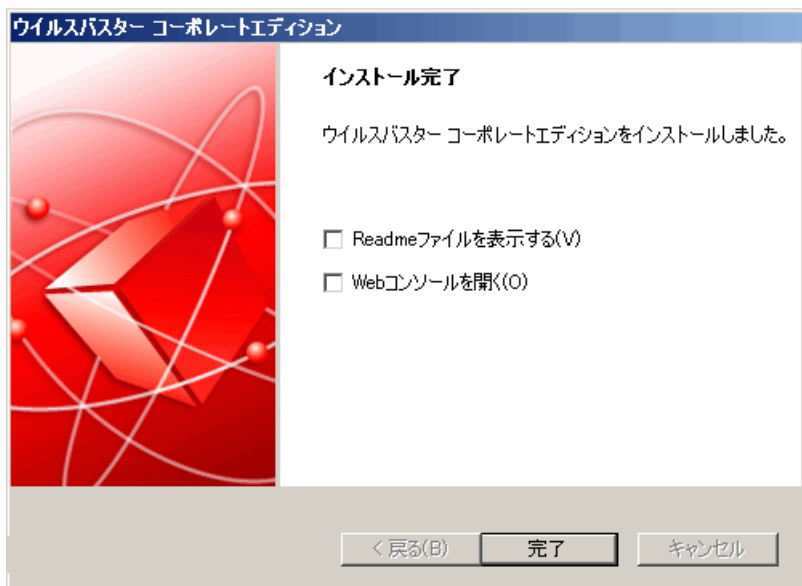 ウイルスバスター コーポレートエディション
インストール完了
ウイルスバスター コーポレートエディションをインストールしました。
Readmeファイルを表示する(V)
Webコンソールを開く(O)
< 戻る(B)
完了
キャンセル